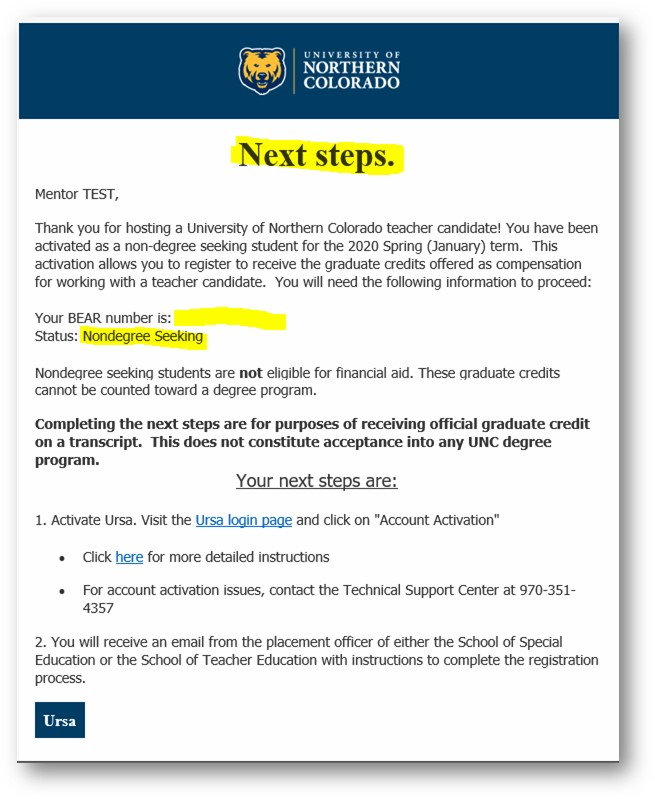 UNIVERSITY OF
NORTHERN
COLORADO
Next steps.
Mentor TEST,
Thank you for hosting a University of Northern Colorado teacher candidate! You have been
activated as a non-degree seeking student for the 2020 Spring (January) term.  This
activation allows you to register to receive the graduate credits offered as compensation
for working with a teacher candidate.  You will need the following information to proceed:
Your BEAR number is:
Status: Nondegree Seeking
Nondegree seeking students are not eligible for financial aid. These graduate credits
cannot be counted toward a degree program.
Completing the next steps are for purposes of receiving official graduate credit
on a transcript.  This does not constitute acceptance into any UNC degree
program.
Your next steps are:
1. Activate Ursa. Visit the Ursa login page and click on "Account Activation"
• Click here for more detailed instructions
• For account activation issues, contact the Technical Support Center at 970-351-
4357
2. You will receive an email from the placement officer of either the School of Special
Education or the School of Teacher Education with instructions to complete the registration
process.
Ursa